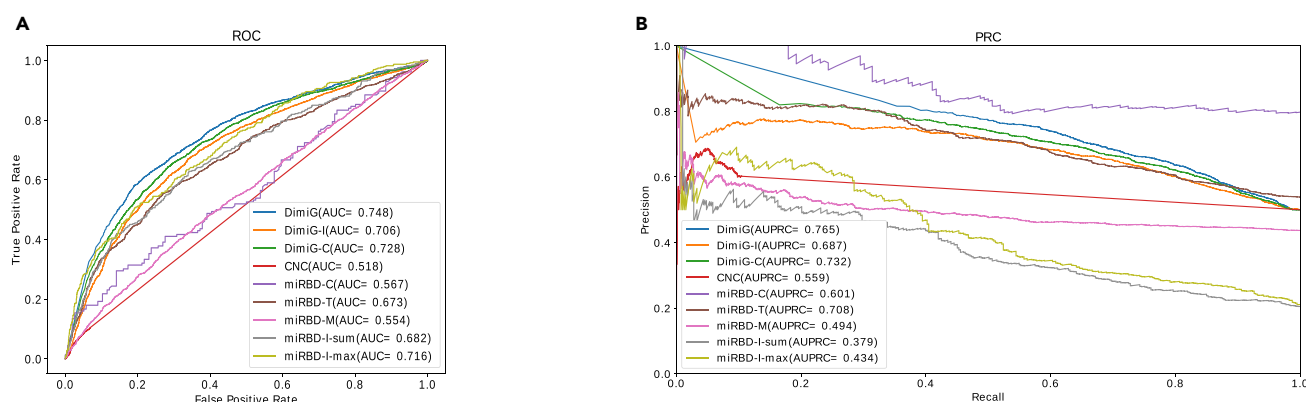 A
ROC
True Positive Rate
1.0
0.8
0.6
0.4
0.2
0.0
DimiG(AUC= 0.748)
DimiG-I(AUC= 0.706)
DimiG-C(AUC= 0.728)
CNC(AUC= 0.518)
miRBD-C(AUC= 0.567)
miRBD-T(AUC= 0.673)
miRBD-M(AUC= 0.554)
miRBD-I-sum(AUC= 0.682)
miRBD-I-max(AUC= 0.716)
0.0 0.2 0.4 0.6 0.8 1.0
False Positive Rate
B
PRC
Precision
1.0
0.8
0.6
0.4
0.2
0.0
DimiG(AUPRC= 0.765)
DimiG-I(AUPRC= 0.687)
DimiG-C(AUPRC= 0.732)
CNC(AUPRC= 0.559)
miRBD-C(AUPRC= 0.601)
miRBD-T(AUPRC= 0.708)
miRBD-M(AUPRC= 0.494)
miRBD-I-sum(AUPRC= 0.379)
miRBD-I-max(AUPRC= 0.434)
0.0 0.2 0.4 0.6 0.8 1.0
Recall